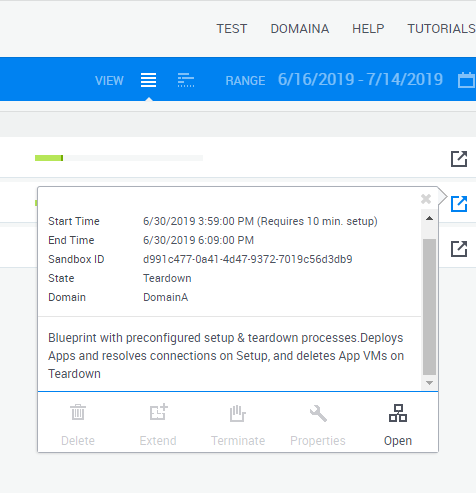 TEST DOMAINA HELP TUTORIALS
VIEW RANGE 6/16/2019 - 7/14/2019
Start Time 6/30/2019 3:59:00 PM (Requires 10 min. setup)
End Time 6/30/2019 6:09:00 PM
Sandbox ID d991c477-0a41-4d47-9372-7019c56d3db9
State Teardown
Domain DomainA
Blueprint with preconfigured setup & teardown processes.Deploys
Apps and resolves connections on Setup, and deletes App VMs on
Teardown
Delete Extend Terminate Properties Open